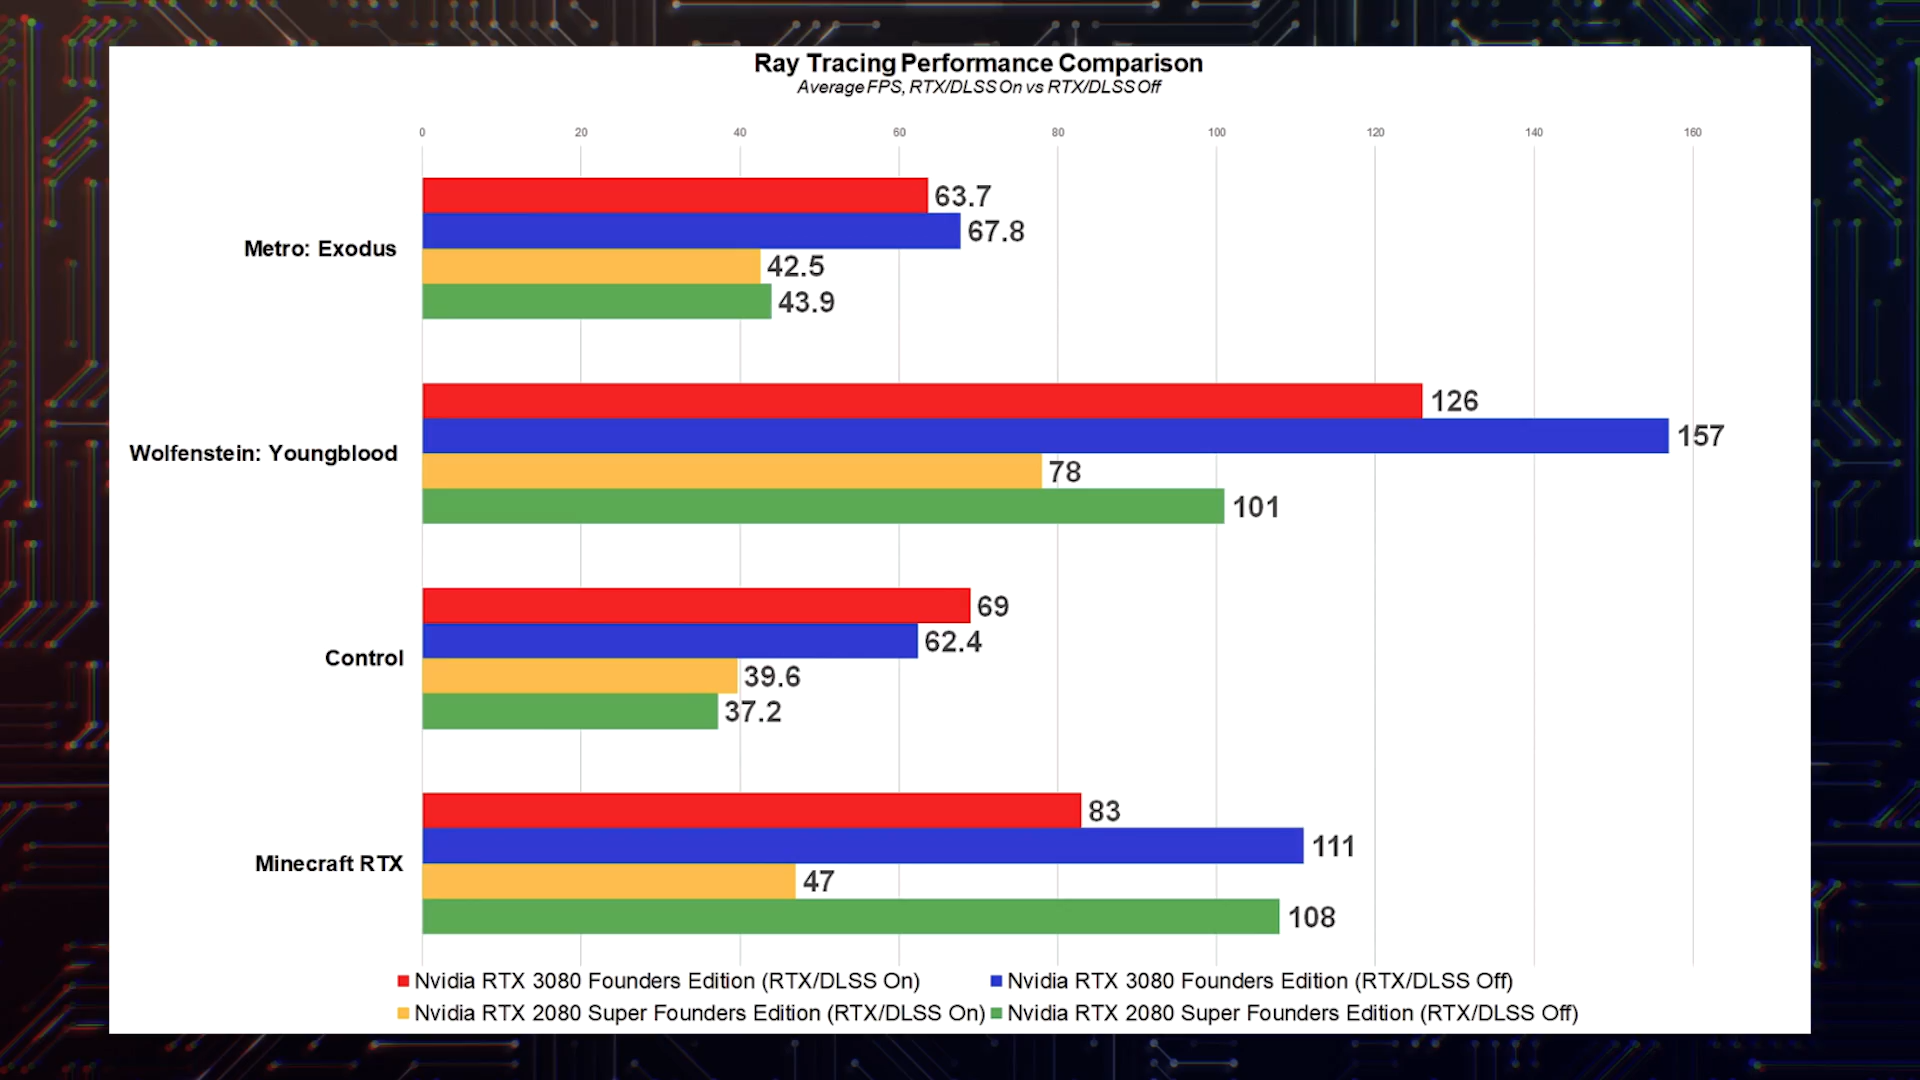 Ray Tracing Performance Comparison
Average FPS, RTX/DLSS On vs RTX/DLSS Off
0 20 40 60 80 100 120 140 160
Metro: Exodus
63.7
67.8
42.5
43.9
Wolfenstein: Youngblood
126
157
78
101
Control
69
62.4
39.6
37.2
Minecraft RTX
83
111
47
108
Nvidia RTX 3080 Founders Edition (RTX/DLSS On) Nvidia RTX 3080 Founders Edition (RTX/DLSS Off)
Nvidia RTX 2080 Super Founders Edition (RTX/DLSS On) Nvidia RTX 2080 Super Founders Edition (RTX/DLSS Off)